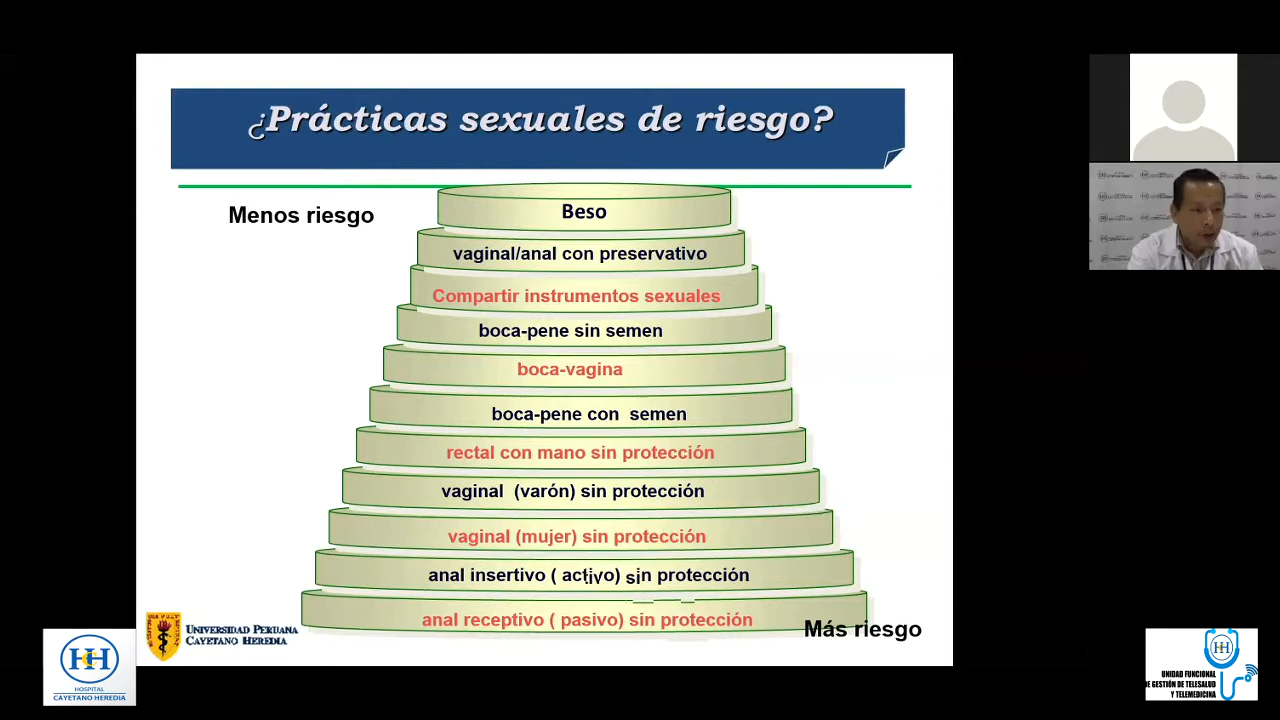 ¿Prácticas sexuales de riesgo?
Menos riesgo
Beso
vaginal/anal con preservativo
Compartir instrumentos sexuales
boca-pene sin semen
boca-vagina
boca-pene con semen
rectal con mano sin protección
vaginal (varón) sin protección
vaginal (mujer) sin protección
anal insertivo ( activo) sin protección
anal receptivo ( pasivo) sin protección
Más riesgo
UNIVERSIDAD PERUANA
CAYETANO HEREDIA
HCH
HOSPITAL
CAYETANO HEREDIA
HCH
UNIDAD FUNCIONAL
DE GESTIÓN DE TELESALUD
Y TELEMEDICINA